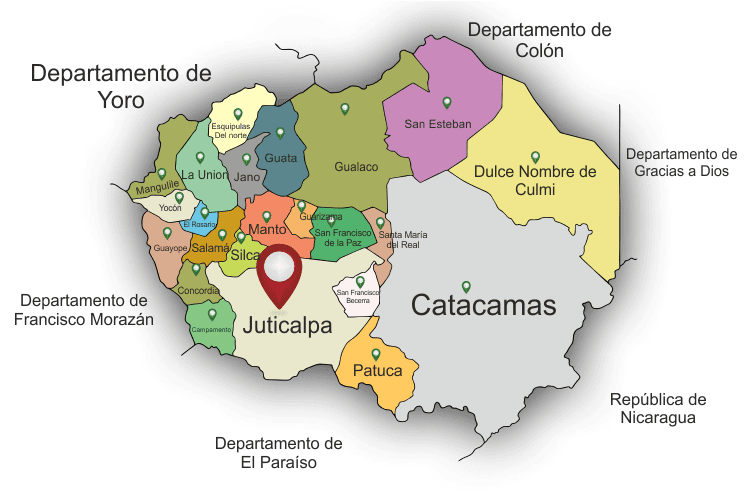 Departamento de
Colón
Departamento de
Yoro
Esquipulas
Del norte
San Esteban
Guata
Gualaco
La Union
Jano
Dulce Nombre de
Culmi
Departamento de
Gracias a Dios
Mangulile
Yocón
El Rosario
Guarizama
Manto
San Francisco
de la Paz
Santa María
del Real
Guayope
Salamá
Silca
Concordia
San Francisco
Becerra
Catacamas
Departamento de
Francisco Morazán
Campamento
Juticalpa
Patuca
República de
Nicaragua
Departamento de
El Paraíso